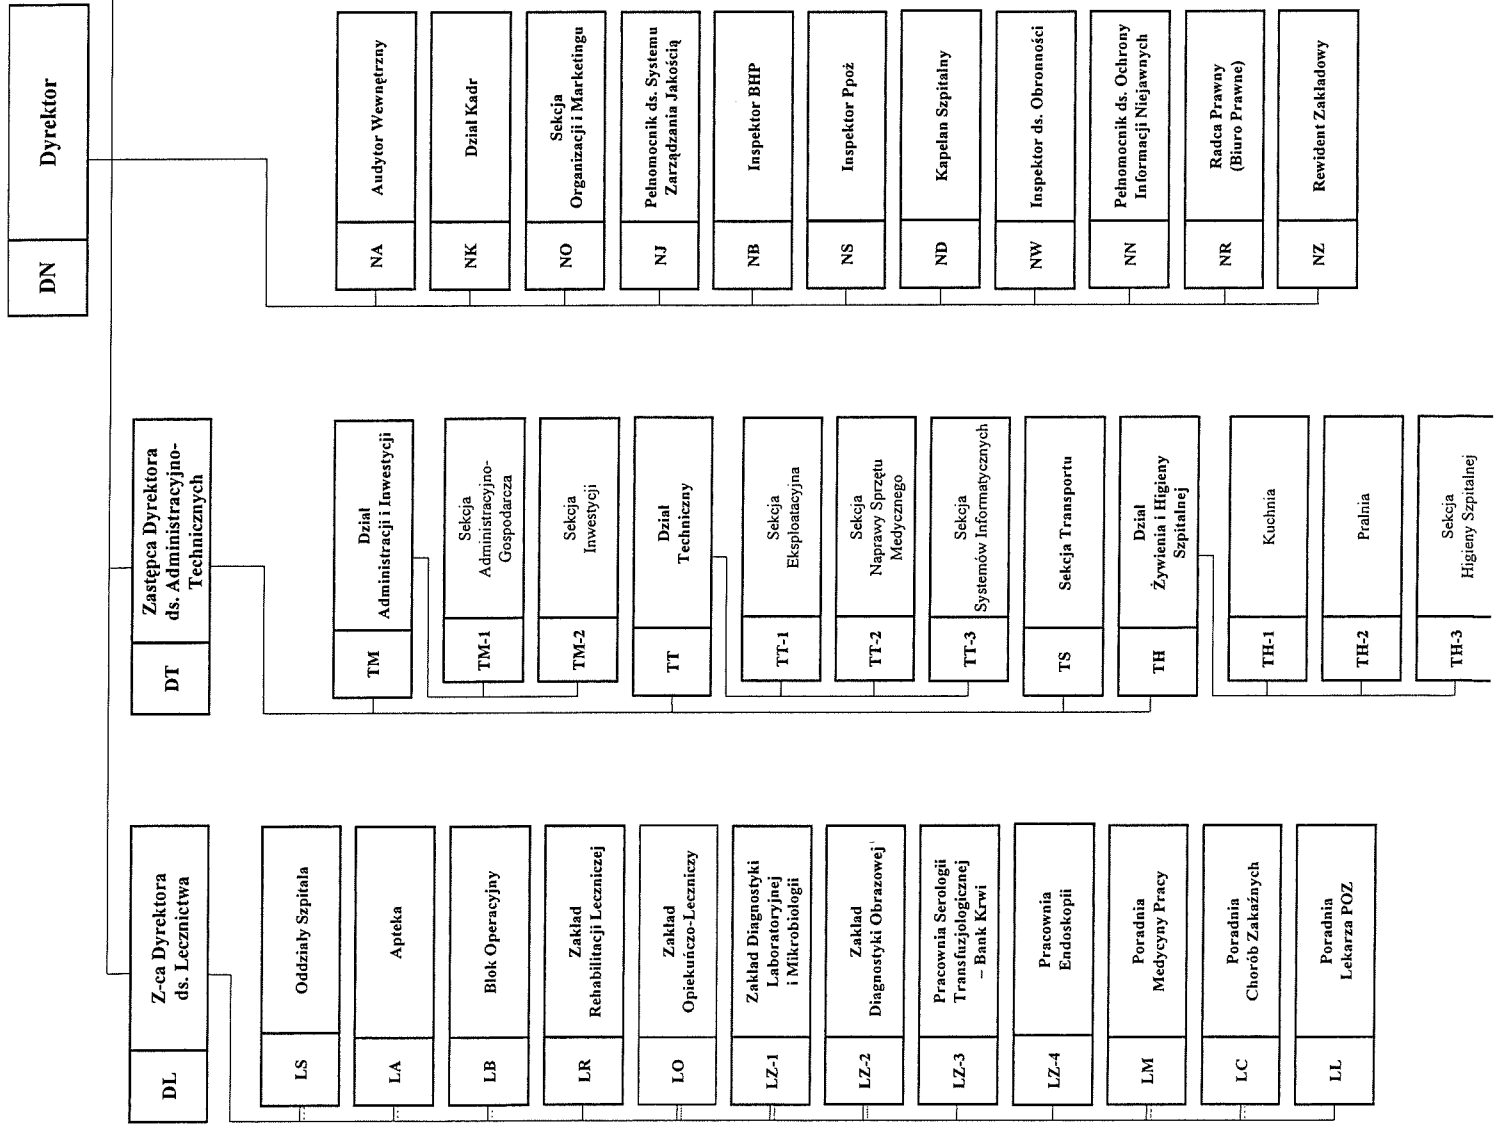 DN
Dyrektor
NA
Audytor Wewnętrzny
NK
Dział Kadr
NO
Sekcja
Organizacji i Marketingu
NJ
Pełnomocnik ds. Systemu
Zarządzania Jakością
NB
Inspektor BHP
NS
Inspektor Ppoż
ND
Kapelan Szpitalny
NW
Inspektor ds. Obronności
NN
Pełnomocnik ds. Ochrony
Informacji Niejawnych
NR
Radca Prawny
(Biuro Prawne)
NZ
Rewident Zakładowy
DT
Zastępca Dyrektora
ds. Administracyjno-
Technicznych
TM
Dział
Administracji i Inwestycji
TM-1
Sekcja
Administracyjno-
Gospodarcza
TM-2
Sekcja
Inwestycji
TT
Dział
Techniczny
TT-1
Sekcja
Eksploatacyjna
TT-2
Sekcja
Naprawy Sprzętu
Medycznego
TT-3
Sekcja
Systemów Informatycznych
TS
Sekcja Transportu
TH
Dział
Żywienia i Higieny
Szpitalnej
TH-1
Kuchnia
TH-2
Pralnia
TH-3
Sekcja
Higieny Szpitalnej
DL
Z-ca Dyrektora
ds. Lecznictwa
LS
Oddziały Szpitala
LA
Apteka
LB
Blok Operacyjny
LR
Zakład
Rehabilitacji Leczniczej
LO
Zakład
Opiekuńczo-Leczniczy
LZ-1
Zakład Diagnostyki
Laboratoryjnej
i Mikrobiologii
LZ-2
Zakład
Diagnostyki Obrazowej
LZ-3
Pracownia Serologii
Transfuzjologicznej
– Bank Krwi
LZ-4
Pracownia
Endoskopii
LM
Poradnia
Medycyny Pracy
LC
Poradnia
Chorób Zakaźnych
LL
Poradnia
Lekarza POZ